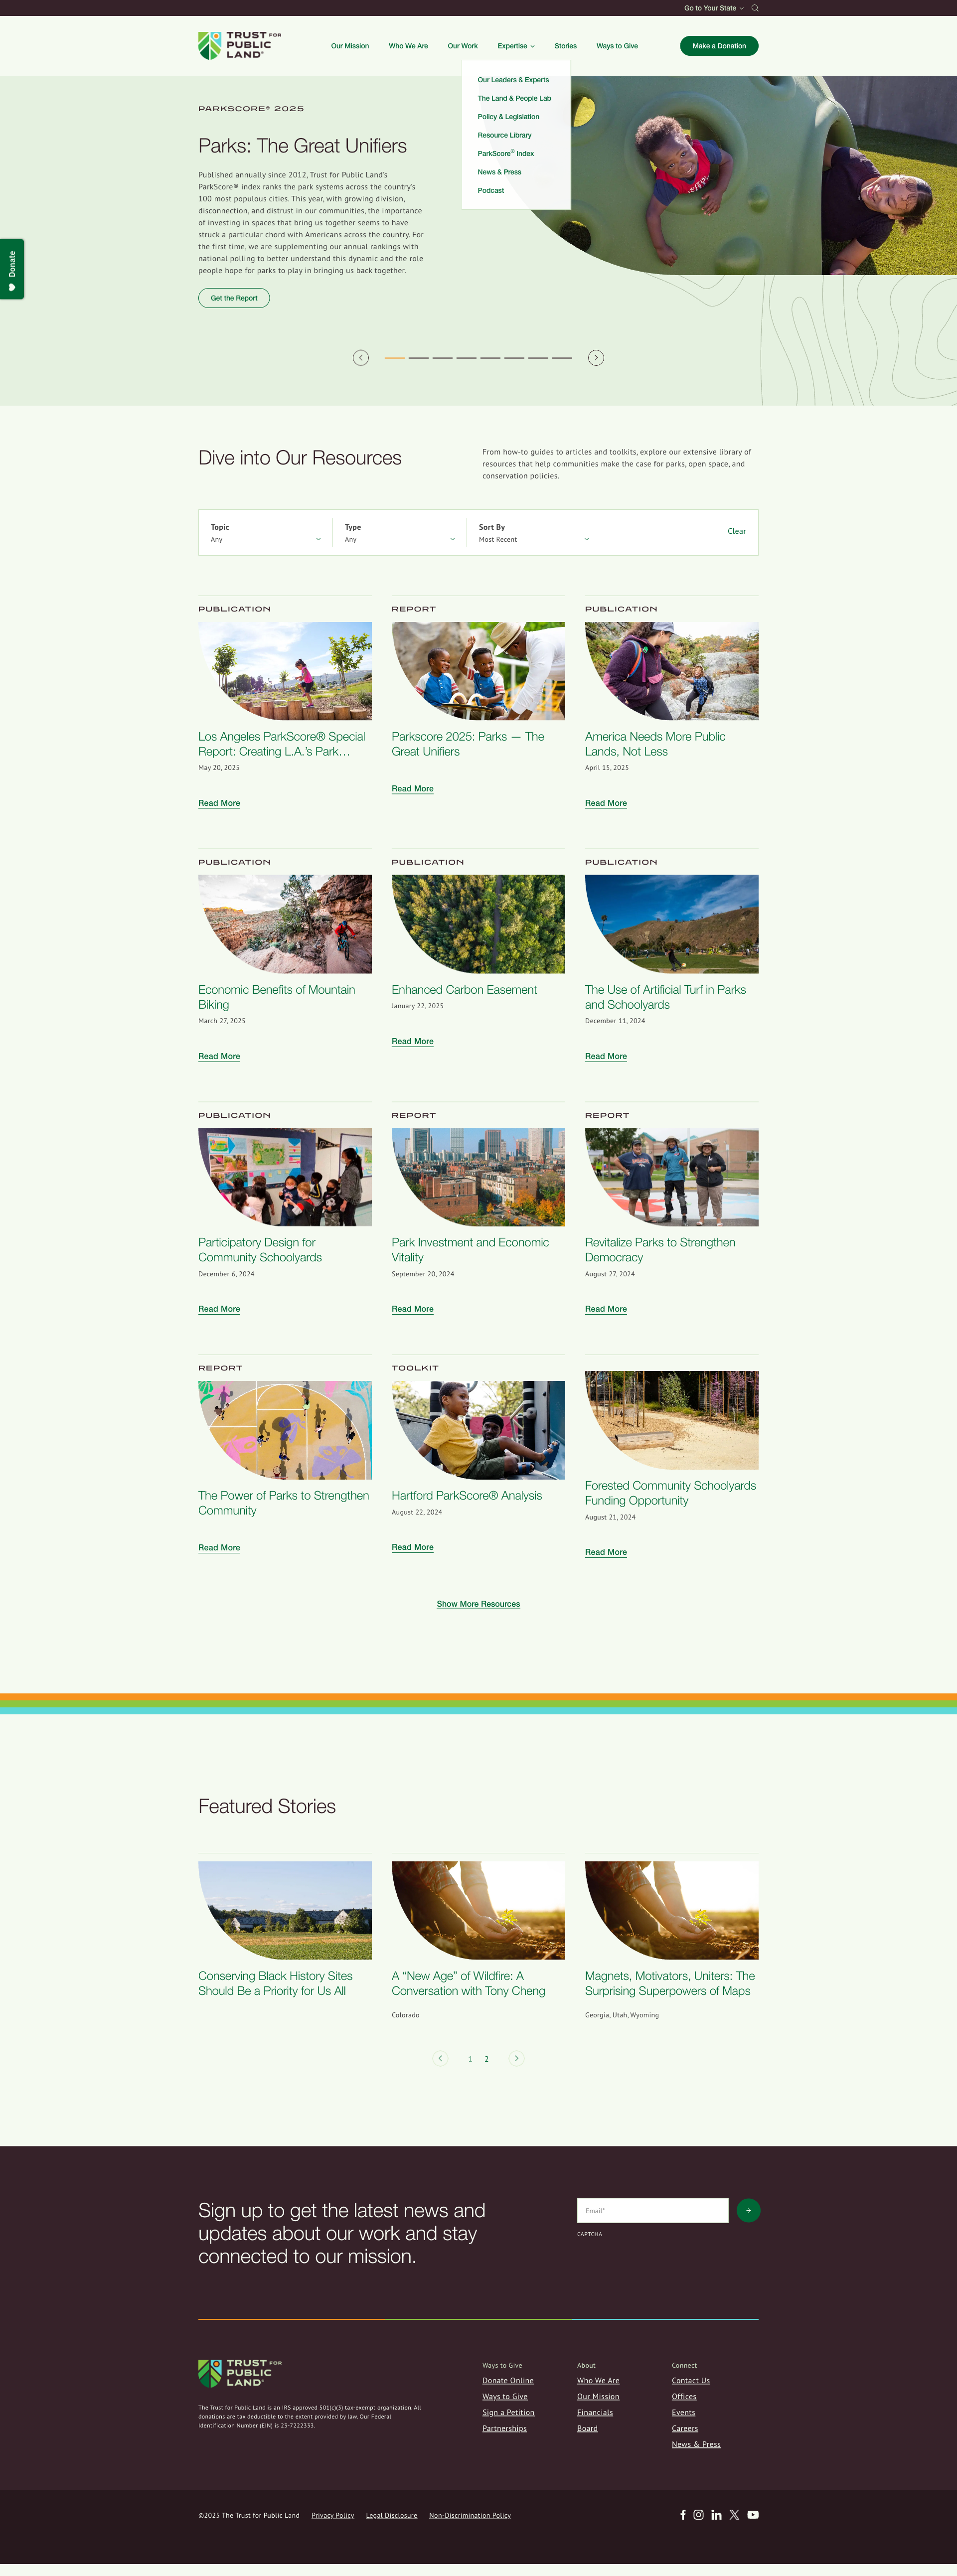 Go to Your State
TRUST FOR
PUBLIC
LAND®
Our Mission
Who We Are
Our Work
Expertise
Stories
Ways to Give
Make a Donation
Our Leaders & Experts
The Land & People Lab
Policy & Legislation
Resource Library
ParkScore® Index
News & Press
Podcast
Donate
PARKSCORE® 2025
Parks: The Great Unifiers
Published annually since 2012, Trust for Public Land's
ParkScore® index ranks the park systems across the country's
100 most populous cities. This year, with growing division,
disconnection, and distrust in our communities, the importance
of investing in spaces that bring us together seems to have
struck a particular chord with Americans across the country. For
the first time, we are supplementing our annual rankings with
national polling to better understand this dynamic and the role
people hope for parks to play in bringing us back together.
Get the Report
Dive into Our Resources
From how-to guides to articles and toolkits, explore our extensive library of
resources that help communities make the case for parks, open space, and
conservation policies.
Topic
Any
Type
Any
Sort By
Most Recent
Clear
PUBLICATION
Los Angeles ParkScore® Special
Report: Creating L.A.'s Park…
May 20, 2025
Read More
REPORT
Parkscore 2025: Parks — The
Great Unifiers
Read More
PUBLICATION
America Needs More Public
Lands, Not Less
April 15, 2025
Read More
PUBLICATION
Economic Benefits of Mountain
Biking
March 27, 2025
Read More
PUBLICATION
Enhanced Carbon Easement
January 22, 2025
Read More
PUBLICATION
The Use of Artificial Turf in Parks
and Schoolyards
December 11, 2024
Read More
PUBLICATION
Participatory Design for
Community Schoolyards
December 6, 2024
Read More
REPORT
Park Investment and Economic
Vitality
September 20, 2024
Read More
REPORT
Revitalize Parks to Strengthen
Democracy
August 27, 2024
Read More
REPORT
The Power of Parks to Strengthen
Community
Read More
TOOLKIT
Hartford ParkScore® Analysis
August 22, 2024
Read More
Forested Community Schoolyards
Funding Opportunity
August 21, 2024
Read More
Show More Resources
Featured Stories
Conserving Black History Sites
Should Be a Priority for Us All
A “New Age” of Wildfire: A
Conversation with Tony Cheng
Colorado
Magnets, Motivators, Uniters: The
Surprising Superpowers of Maps
Georgia, Utah, Wyoming
1 2
Sign up to get the latest news and
updates about our work and stay
connected to our mission.
Email*
CAPTCHA
TRUST FOR
PUBLIC
LAND®
The Trust for Public Land is an IRS approved 501(c)(3) tax-exempt organization. All
donations are tax deductible to the extent provided by law. Our Federal
Identification Number (EIN) is 23-7222333.
Ways to Give
Donate Online
Ways to Give
Sign a Petition
Partnerships
About
Who We Are
Our Mission
Financials
Board
Connect
Contact Us
Offices
Events
Careers
News & Press
©2025 The Trust for Public Land
Privacy Policy
Legal Disclosure
Non-Discrimination Policy